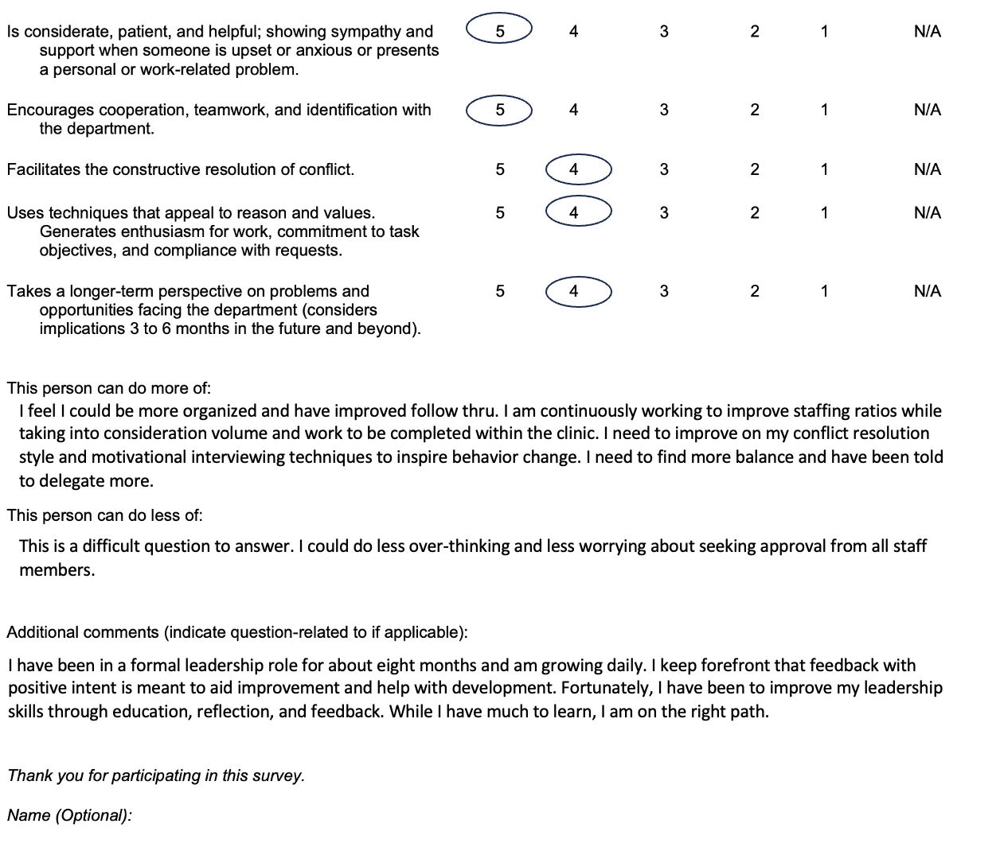 Is considerate, patient, and helpful; showing sympathy and 5 4 3 2 1 N/A
support when someone is upset or anxious or presents
a personal or work-related problem.
Encourages cooperation, teamwork, and identification with 5 4 3 2 1 N/A
the department.
Facilitates the constructive resolution of conflict. 5 4 3 2 1 N/A
Uses techniques that appeal to reason and values. 5 4 3 2 1 N/A
Generates enthusiasm for work, commitment to task
objectives, and compliance with requests.
Takes a longer-term perspective on problems and 5 4 3 2 1 N/A
opportunities facing the department (considers
implications 3 to 6 months in the future and beyond).
This person can do more of:
I feel I could be more organized and have improved follow thru. I am continuously working to improve staffing ratios while
taking into consideration volume and work to be completed within the clinic. I need to improve on my conflict resolution
style and motivational interviewing techniques to inspire behavior change. I need to find more balance and have been told
to delegate more.
This person can do less of:
This is a difficult question to answer. I could do less over-thinking and less worrying about seeking approval from all staff
members.
Additional comments (indicate question-related to if applicable):
I have been in a formal leadership role for about eight months and am growing daily. I keep forefront that feedback with
positive intent is meant to aid improvement and help with development. Fortunately, I have been to improve my leadership
skills through education, reflection, and feedback. While I have much to learn, I am on the right path.
Thank you for participating in this survey.
Name (Optional):